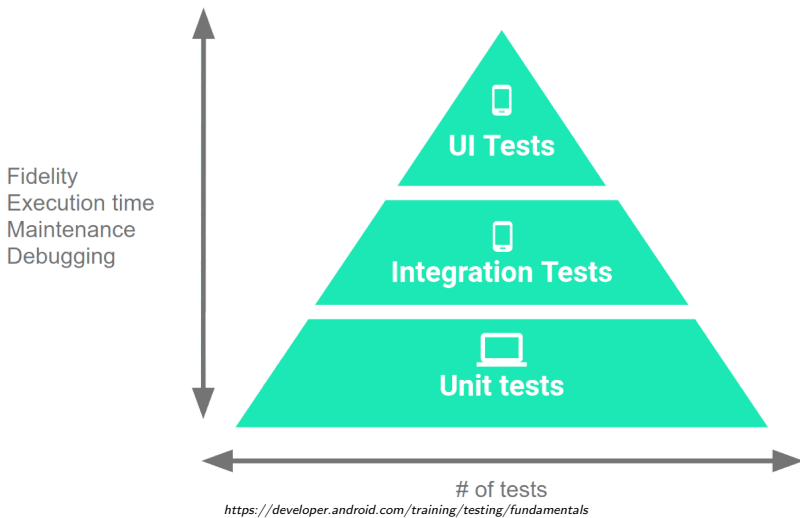 UI Tests
Fidelity
Execution time
Maintenance
Debugging
Integration Tests
Unit tests
# of tests
https://developer.android.com/training/testing/fundamentals